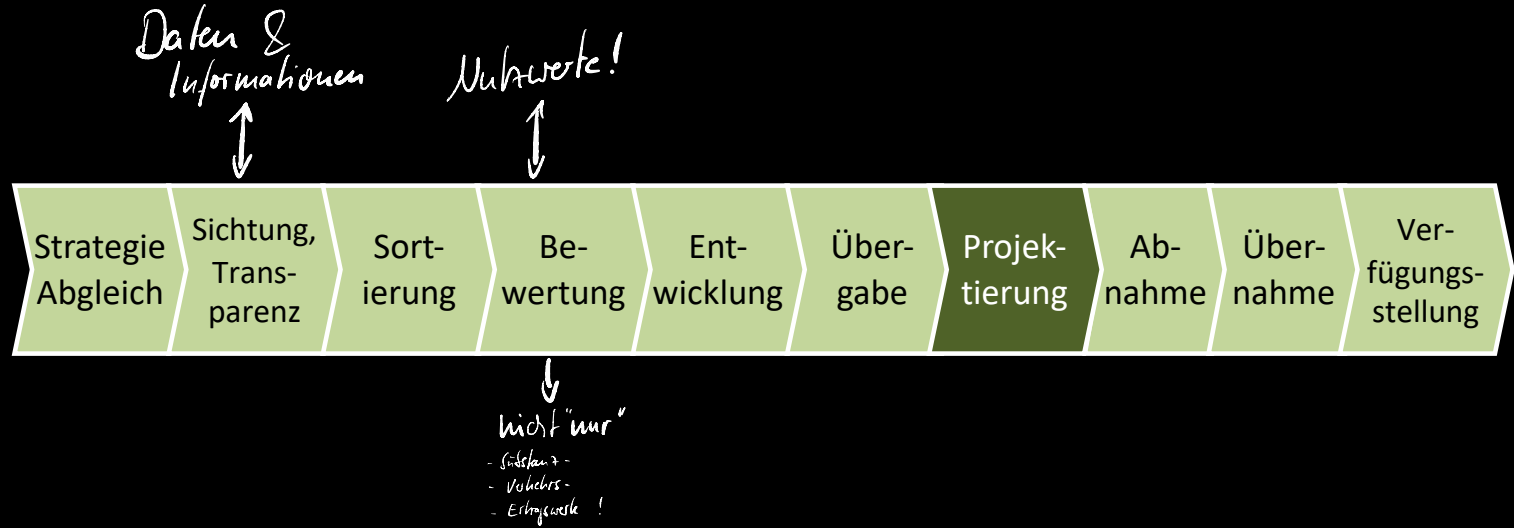 Daten &
Informationen
Nutzwerte!
Strategie
Abgleich
Sichtung,
Trans-
parenz
Sort-
ierung
Be-
wertung
Ent-
wicklung
Über-
gabe
Projek-
tierung
Ab-
nahme
Über-
nahme
Ver-
fügungs-
stellung
nicht "nur"
- Substanz-
- Verkehrs-
- Ertragswerte !